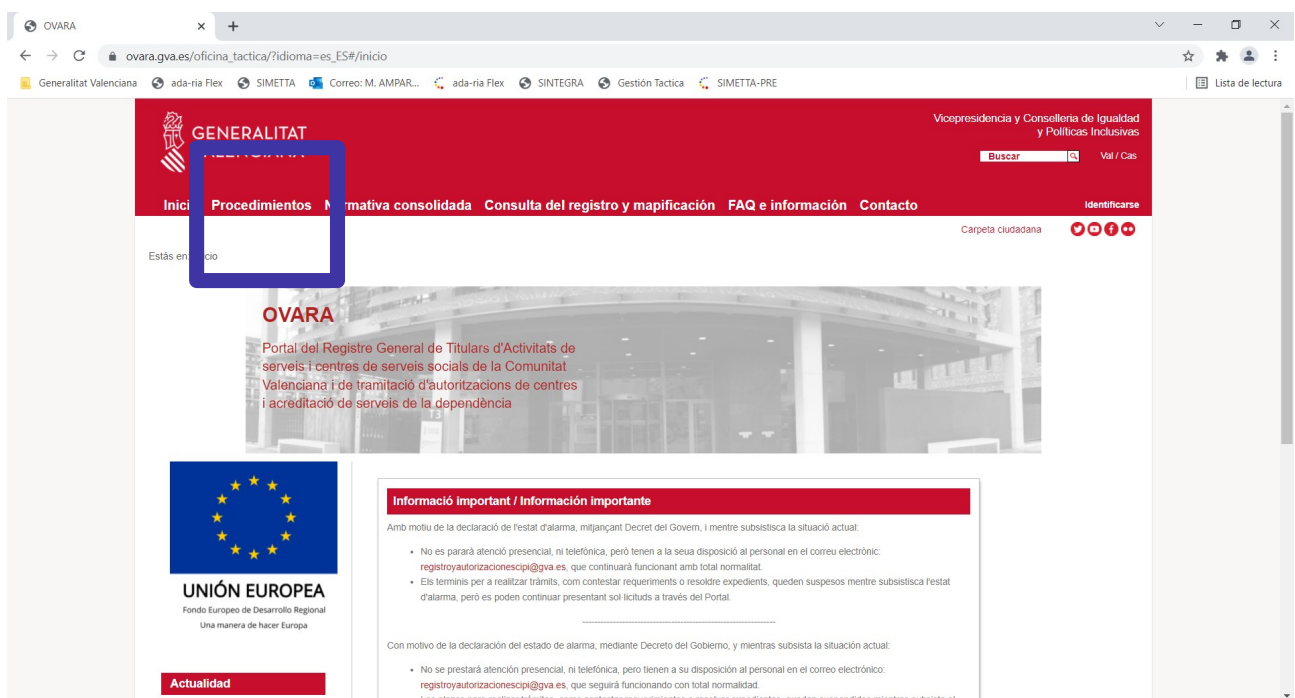 OVARA
ovara.gva.es/oficina_tactica/?idioma=es_ES#/inicio
Generalitat Valenciana ada-ria Flex SIMETTA Correo: M. AMPAR... ada-ria Flex SINTEGRA Gestión Tactica SIMETTA-PRE Lista de lectura
GENERALITAT
Vicepresidencia y Conselleria de Igualdad
y Políticas Inclusivas
Buscar Val / Cas
Procedimientos consolidada Consulta del registro y mapificación FAQ e información Contacto Identificarse
Carpeta ciudadana
Estás
OVARA
Portal del Registre General de Titulars d'Activitats de
serveis i centres de serveis socials de la Comunitat
Valenciana i de tramitació d'autoritzacions de centres
i acreditació de serveis de la dependència
UNIÓN EUROPEA
Fondo Europeo de Desarrollo Regional
Una manera de hacer Europa
Actualidad
Informació important / Información importante
Amb motiu de la declaració de l'estat d'alarma, mitjançant Decret del Govern, i mentre subsistisca la situació actual:
• No es pararà atenció presencial, ni telefònica, però tenen a la seua disposició al personal en el correu electrònic:
registroyautorizacionescipi@gva.es, que continuarà funcionant amb total normalitat.
• Els terminis per a realitzar tràmits, com contestar requeriments o resoldre expedients, queden suspesos mentre subsistisca l'estat
d'alarma, però es poden continuar presentant sol·licituds a través del Portal.
Con motivo de la declaración del estado de alarma, mediante Decreto del Gobierno, y mientras subsista la situación actual:
• No se prestará atención presencial, ni telefónica, pero tienen a su disposición al personal en el correo electrónico:
registroyautorizacionescipi@gva.es, que seguirá funcionando con total normalidad.